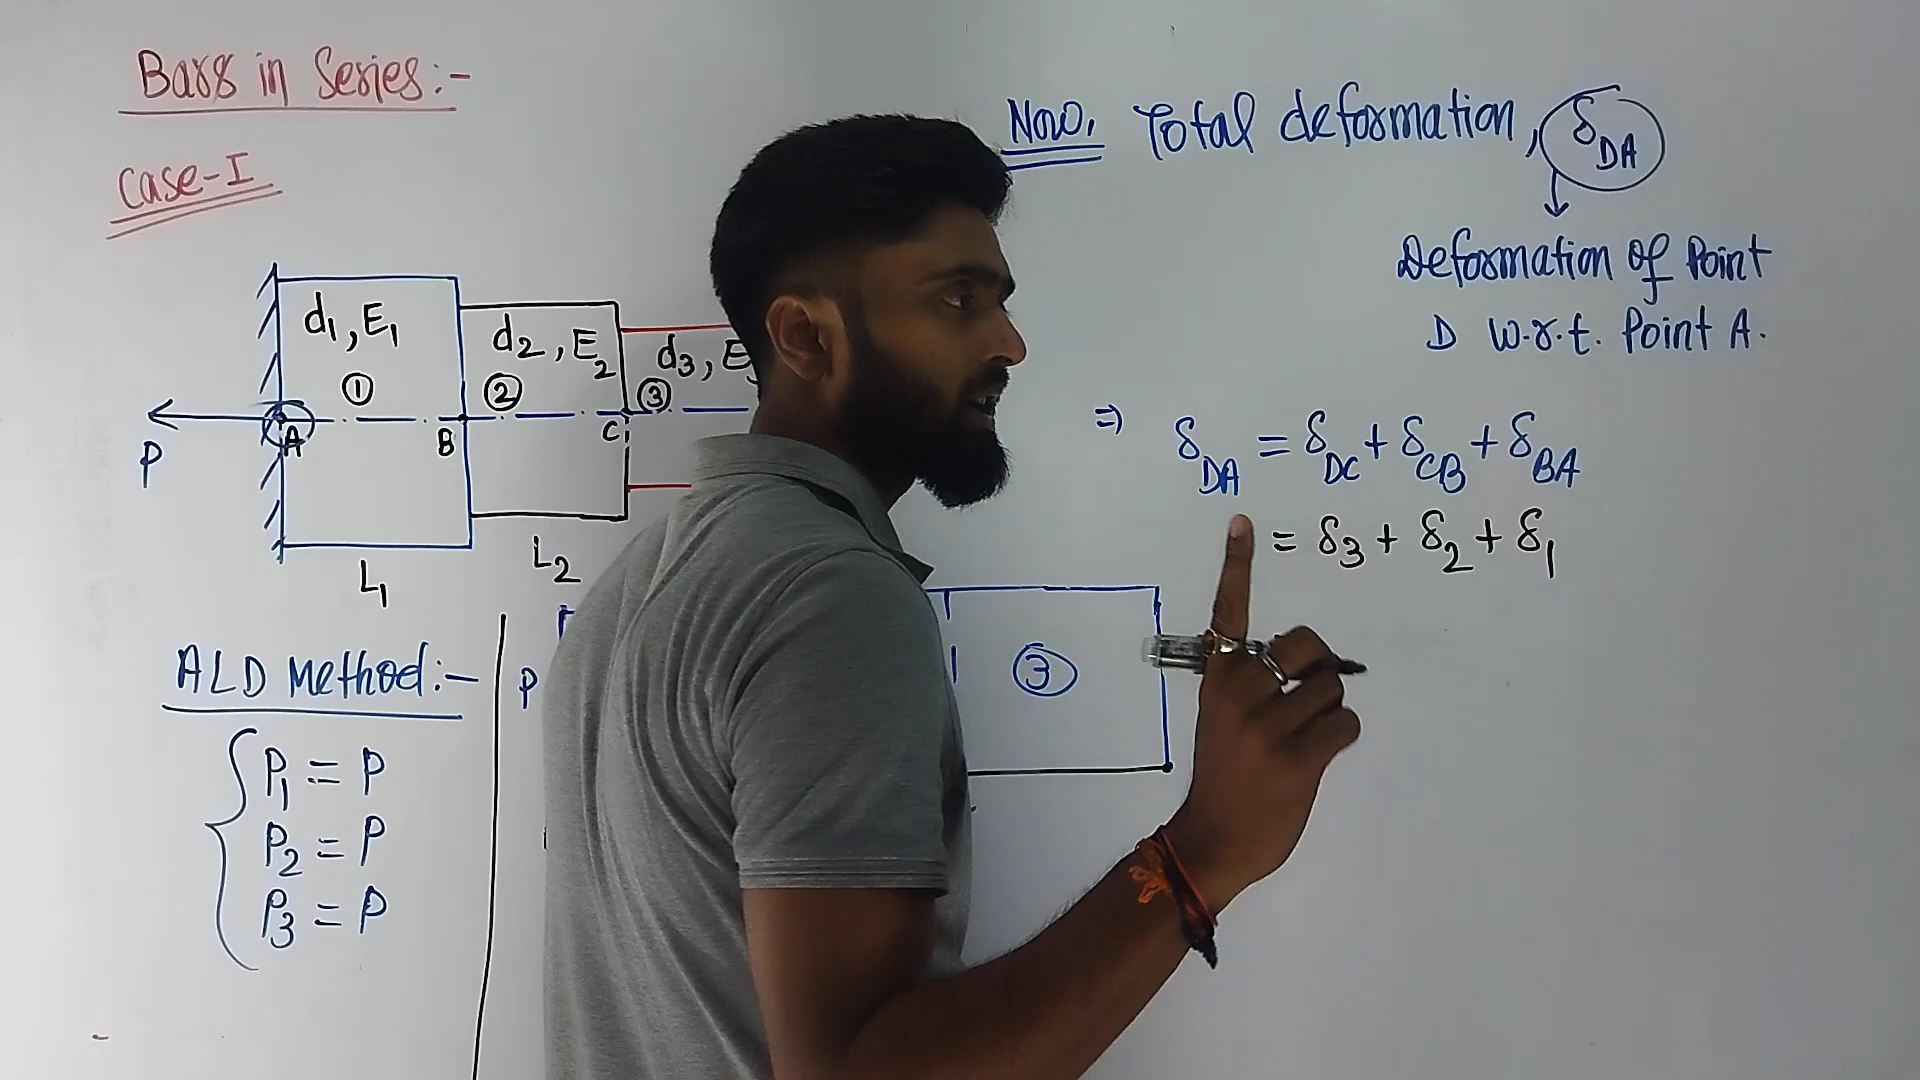 Bars in Series:-
Case-I
d1, E1
①
A
B
P
L1
d2, E2
②
C
L2
d3, E
③
ALD Method:-
P1 = P
P2 = P
P3 = P
P
③
Now, Total deformation, δDA
Deformation of Point
D w.r.t. Point A.
⇒ δDA = δDC + δCB + δBA
= δ3 + δ2 + δ1